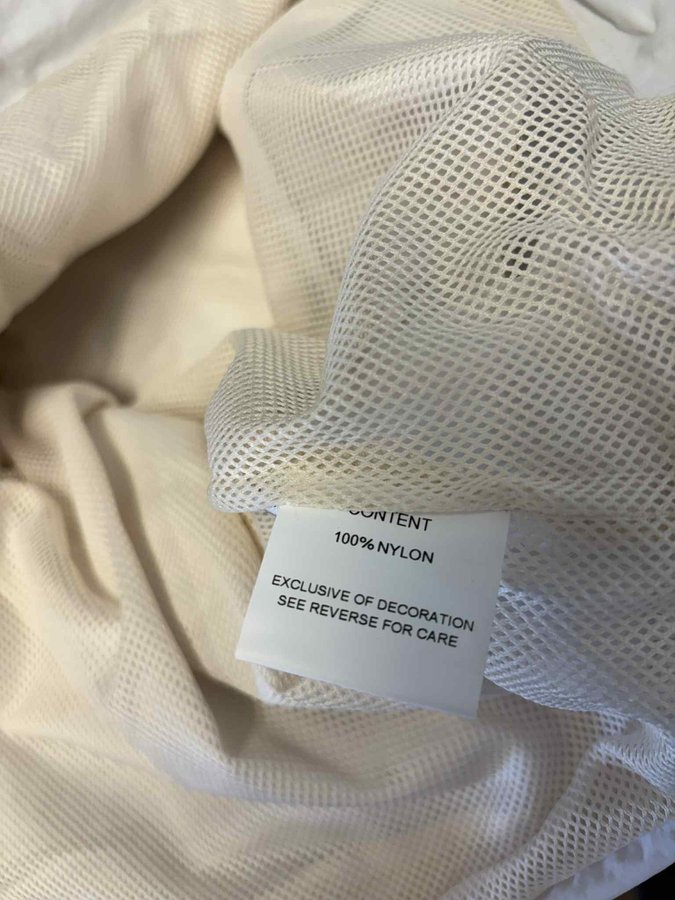 CONTENT
100% NYLON
EXCLUSIVE OF DECORATION
SEE REVERSE FOR CARE